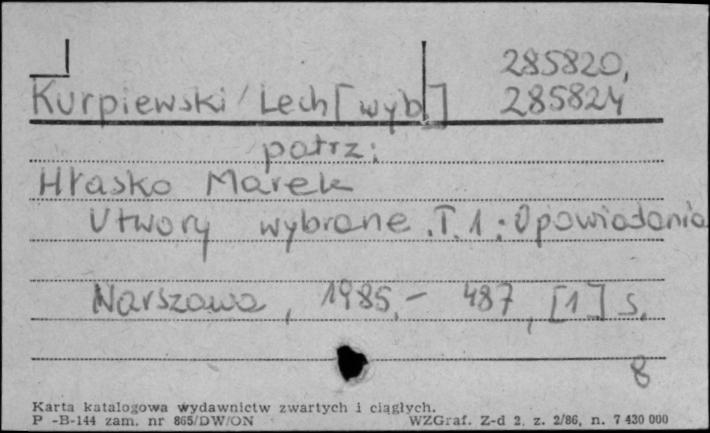 285820,
Kurpiewski Lech [wyb] 285824
patrz:
Hłasko Marek
Utwory wybrane. T. 1: Opowiadania
Warszawa, 1985.- 487, [1] s.
8
Karta katalogowa wydawnictw zwartych i ciągłych.
P -B-144 zam. nr 865/DW/ON WZGraf. Z-d 2. z. 2/86, n. 7 430 000